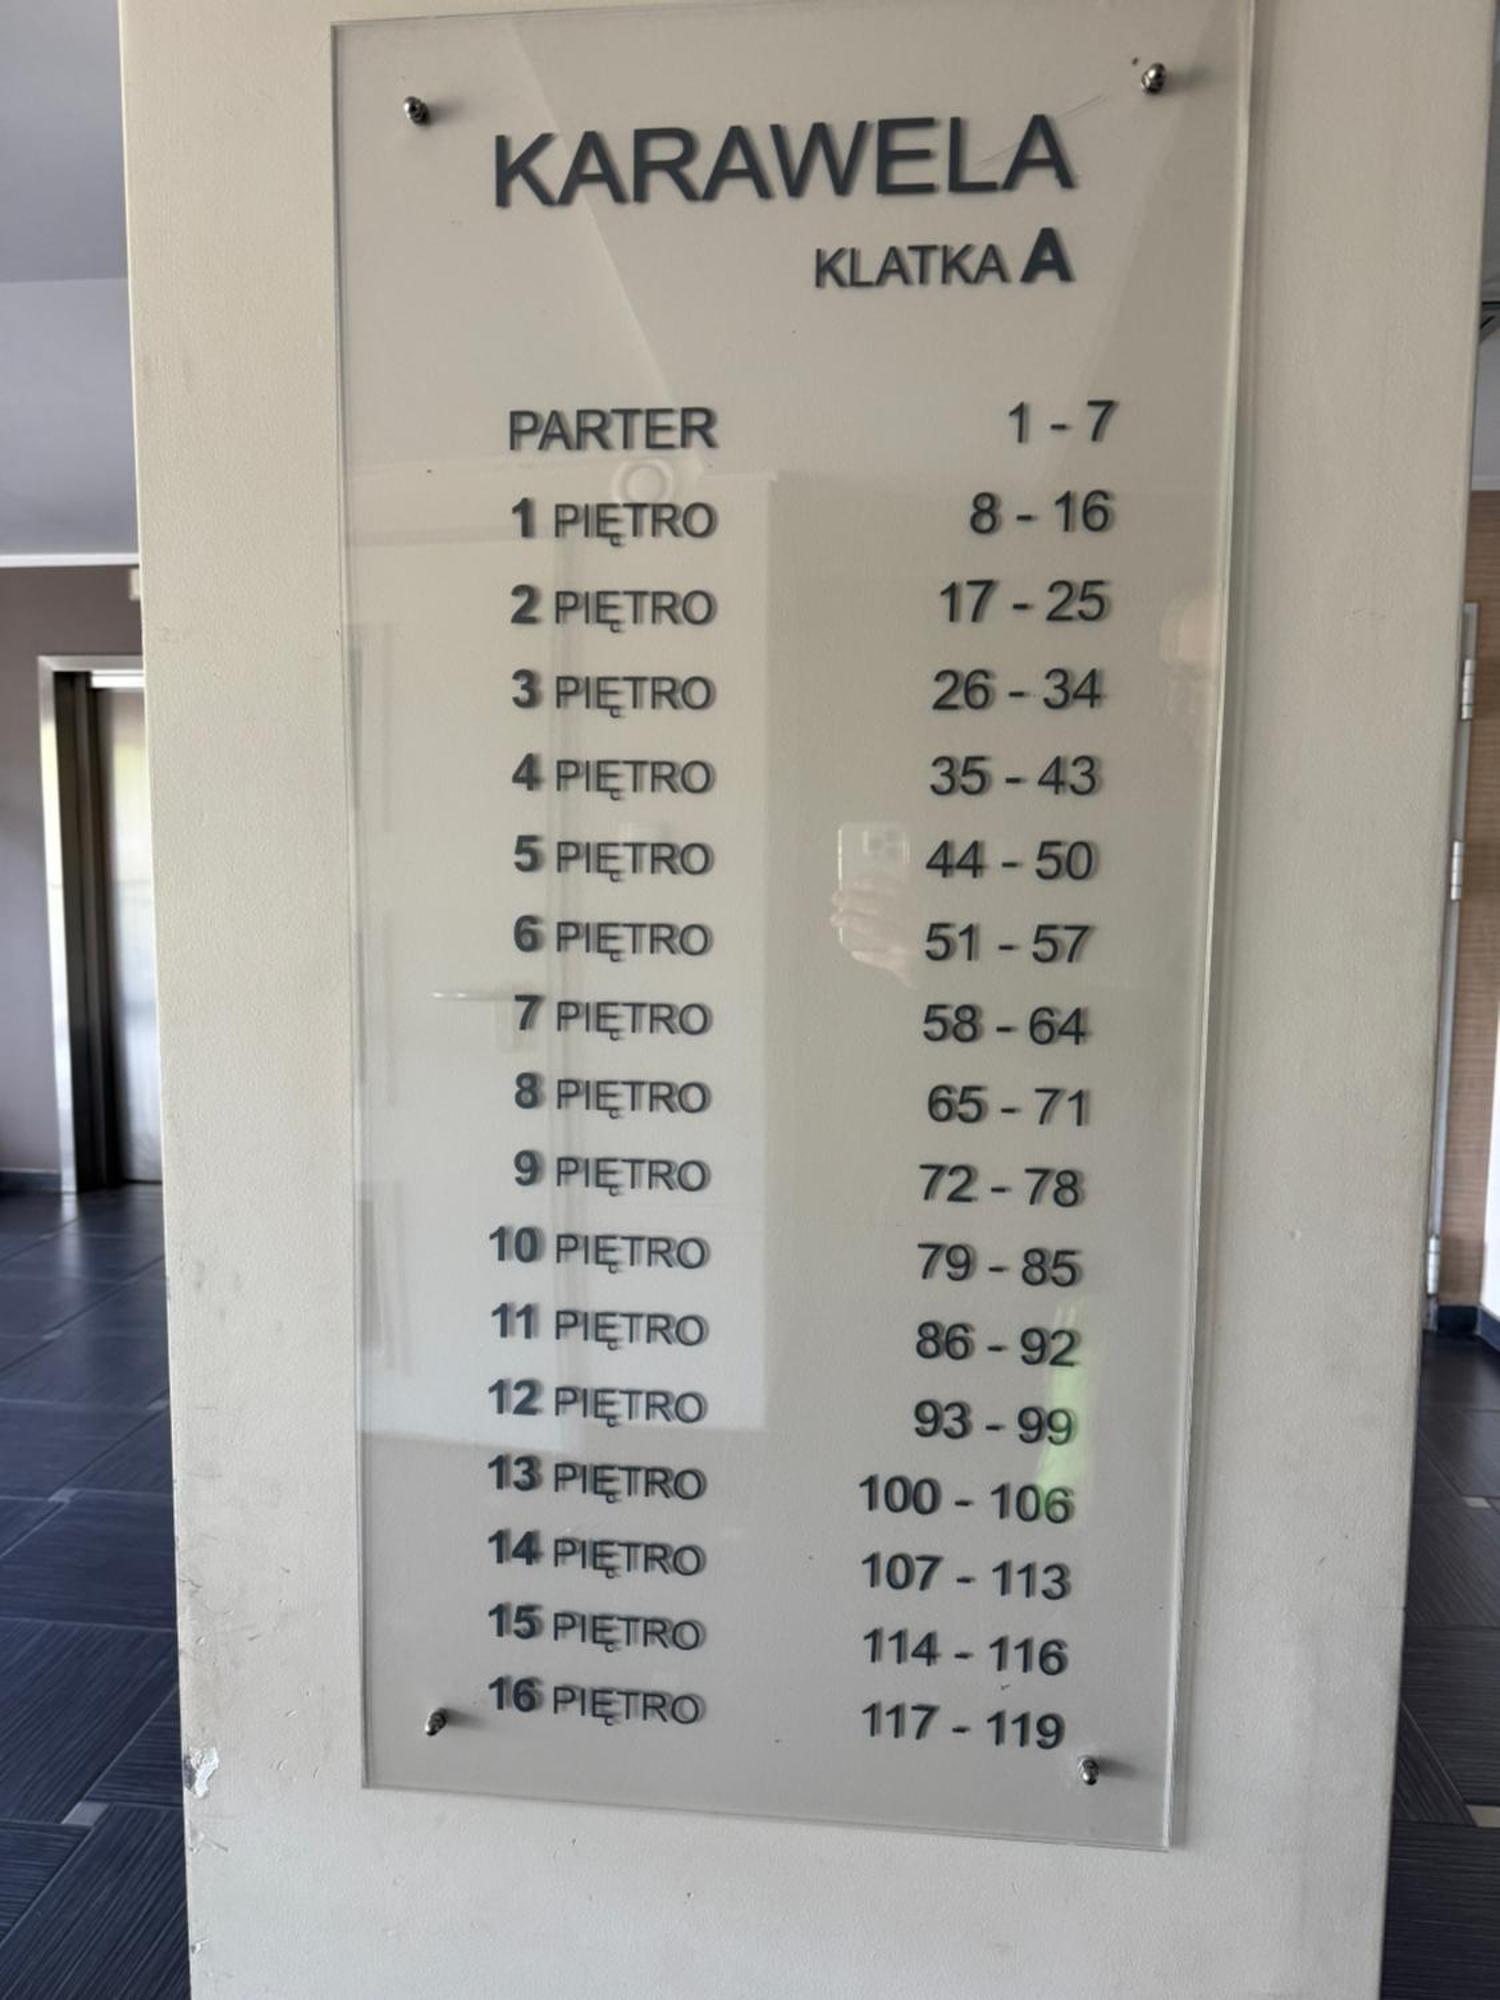 KARAWELA
KLATKA A
PARTER 1 - 7
1 PIĘTRO 8 - 16
2 PIĘTRO 17 - 25
3 PIĘTRO 26 - 34
4 PIĘTRO 35 - 43
5 PIĘTRO 44 - 50
6 PIĘTRO 51 - 57
7 PIĘTRO 58 - 64
8 PIĘTRO 65 - 71
9 PIĘTRO 72 - 78
10 PIĘTRO 79 - 85
11 PIĘTRO 86 - 92
12 PIĘTRO 93 - 99
13 PIĘTRO 100 - 106
14 PIĘTRO 107 - 113
15 PIĘTRO 114 - 116
16 PIĘTRO 117 - 119